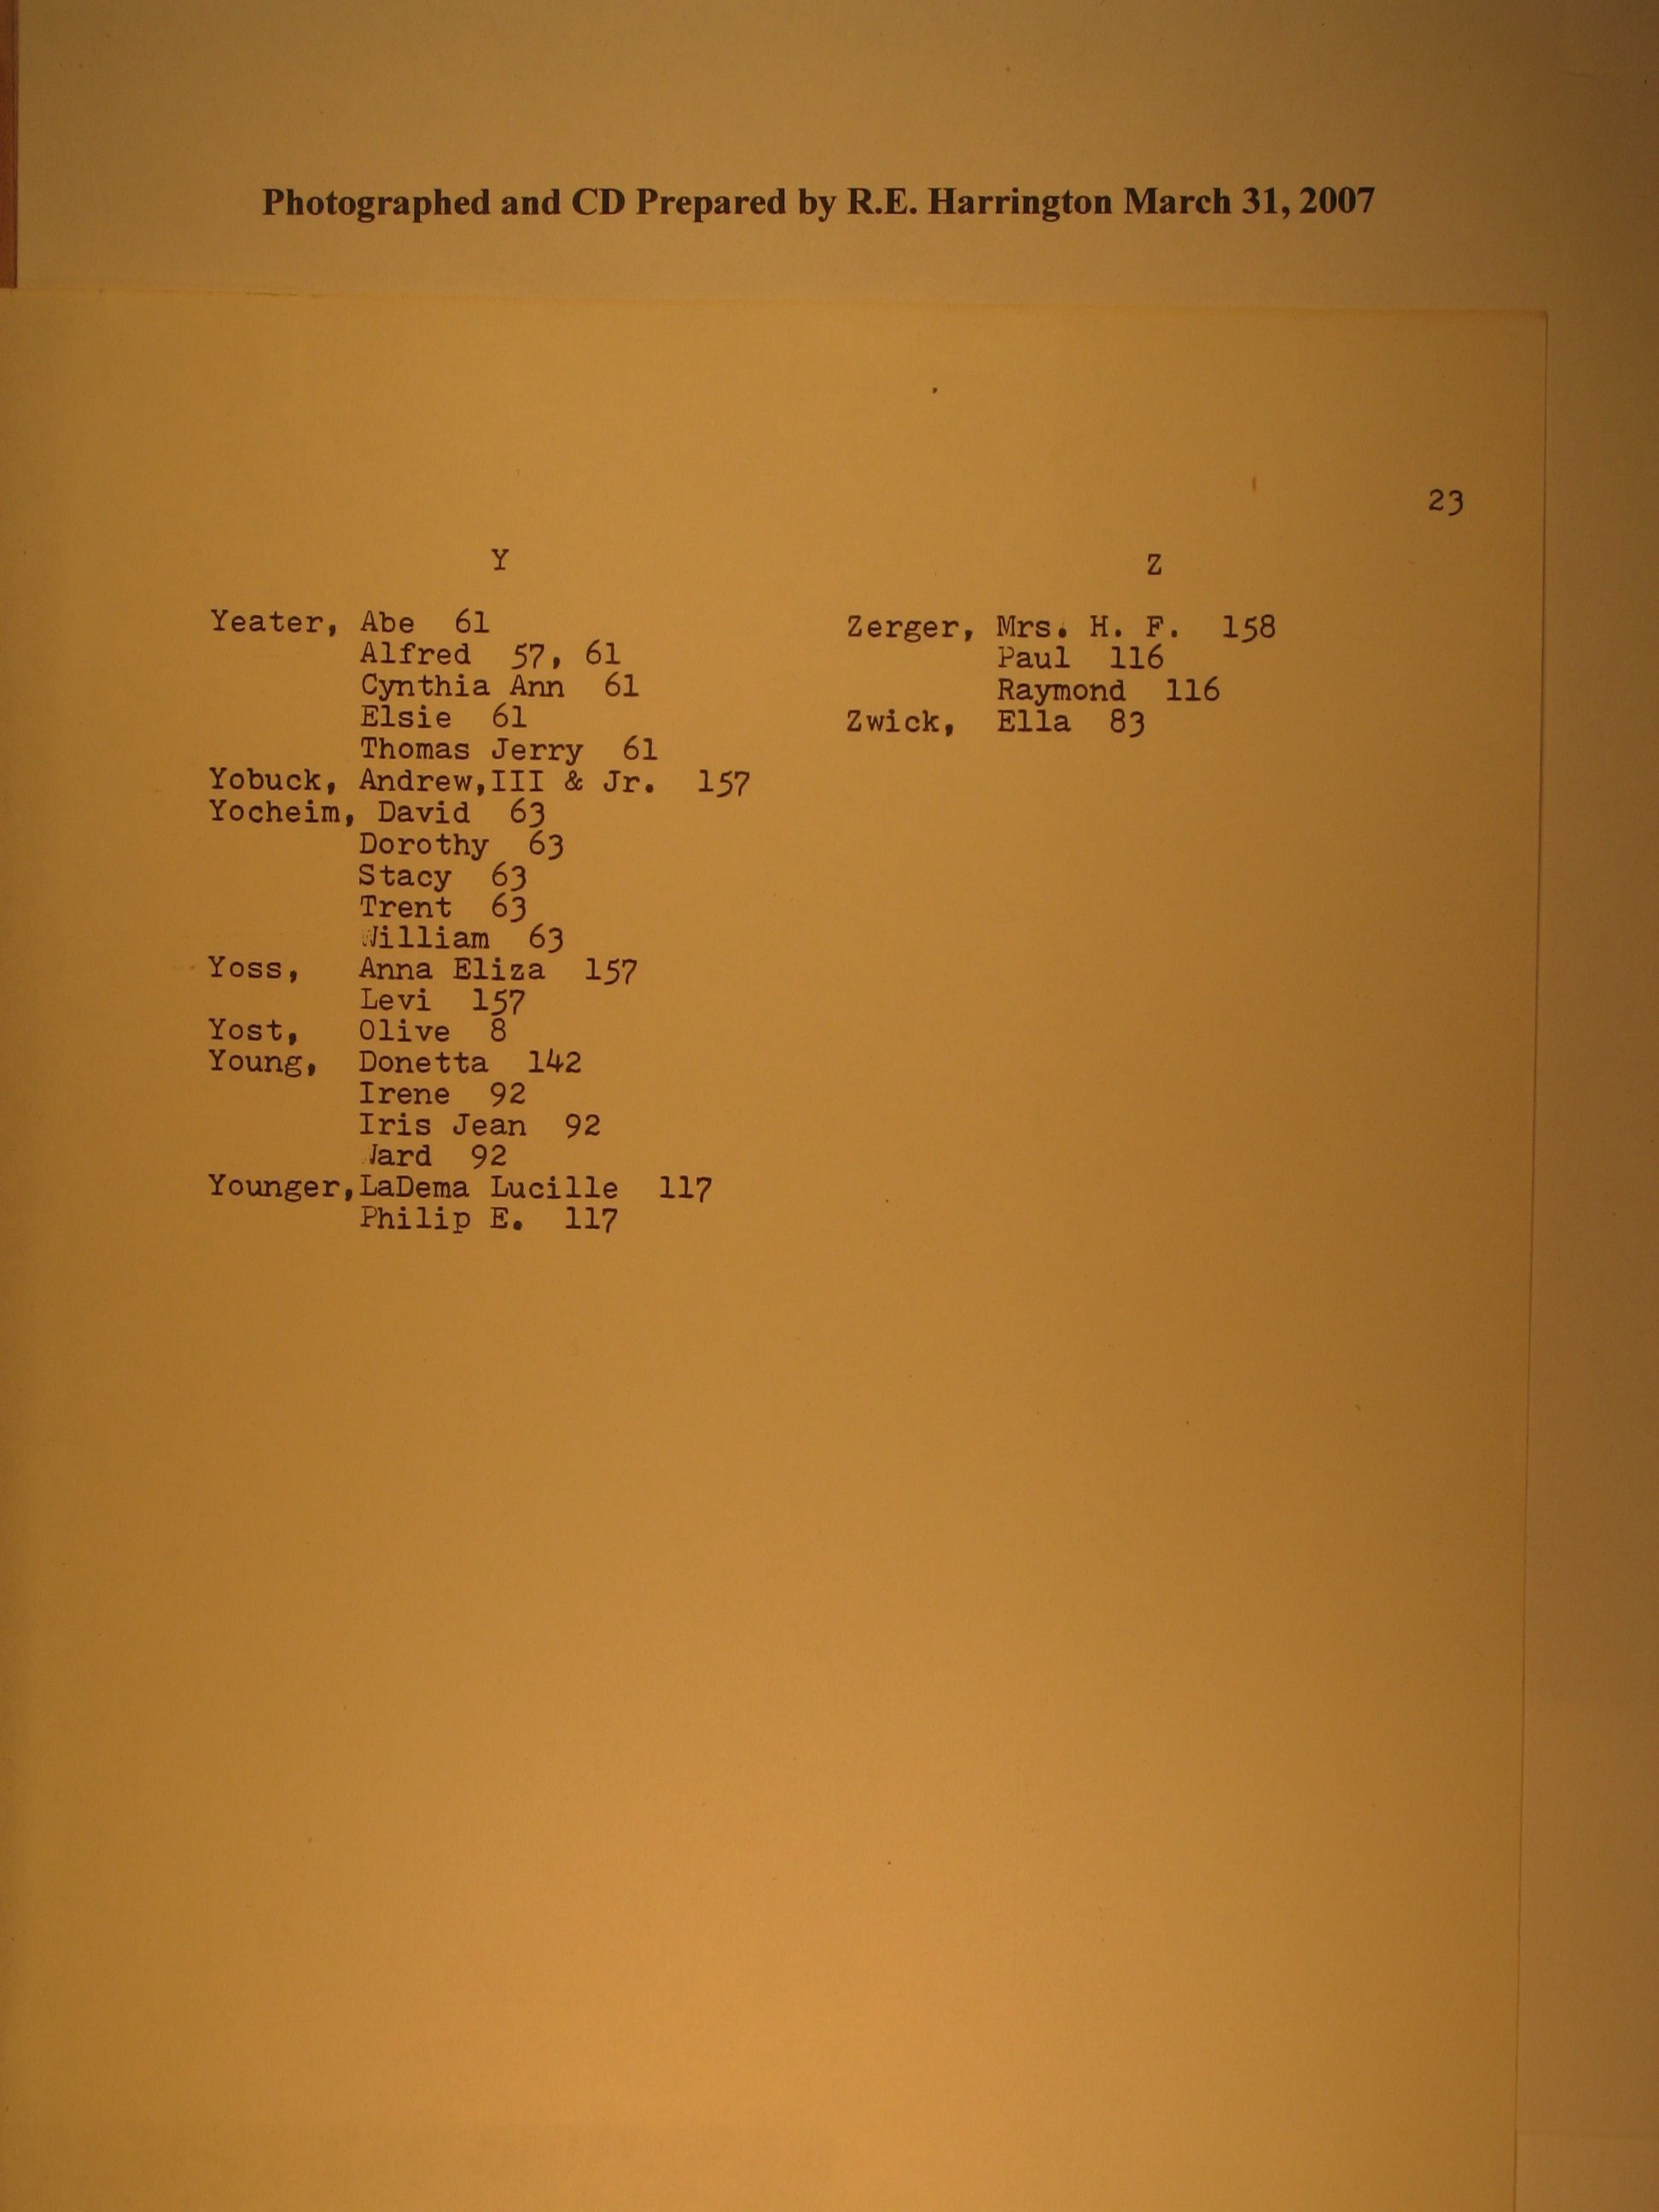 Photographed and CD Prepared by R.E. Harrington March 31, 2007
23
Y
Yeater, Abe 61
Alfred 57, 61
Cynthia Ann 61
Elsie 61
Thomas Jerry 61
Yobuck, Andrew,III & Jr. 157
Yocheim, David 63
Dorothy 63
Stacy 63
Trent 63
William 63
Yoss, Anna Eliza 157
Levi 157
Yost, Olive 8
Young, Donetta 142
Irene 92
Iris Jean 92
Ward 92
Younger,LaDema Lucille 117
Philip E. 117
Z
Zerger, Mrs. H. F. 158
Paul 116
Raymond 116
Zwick, Ella 83